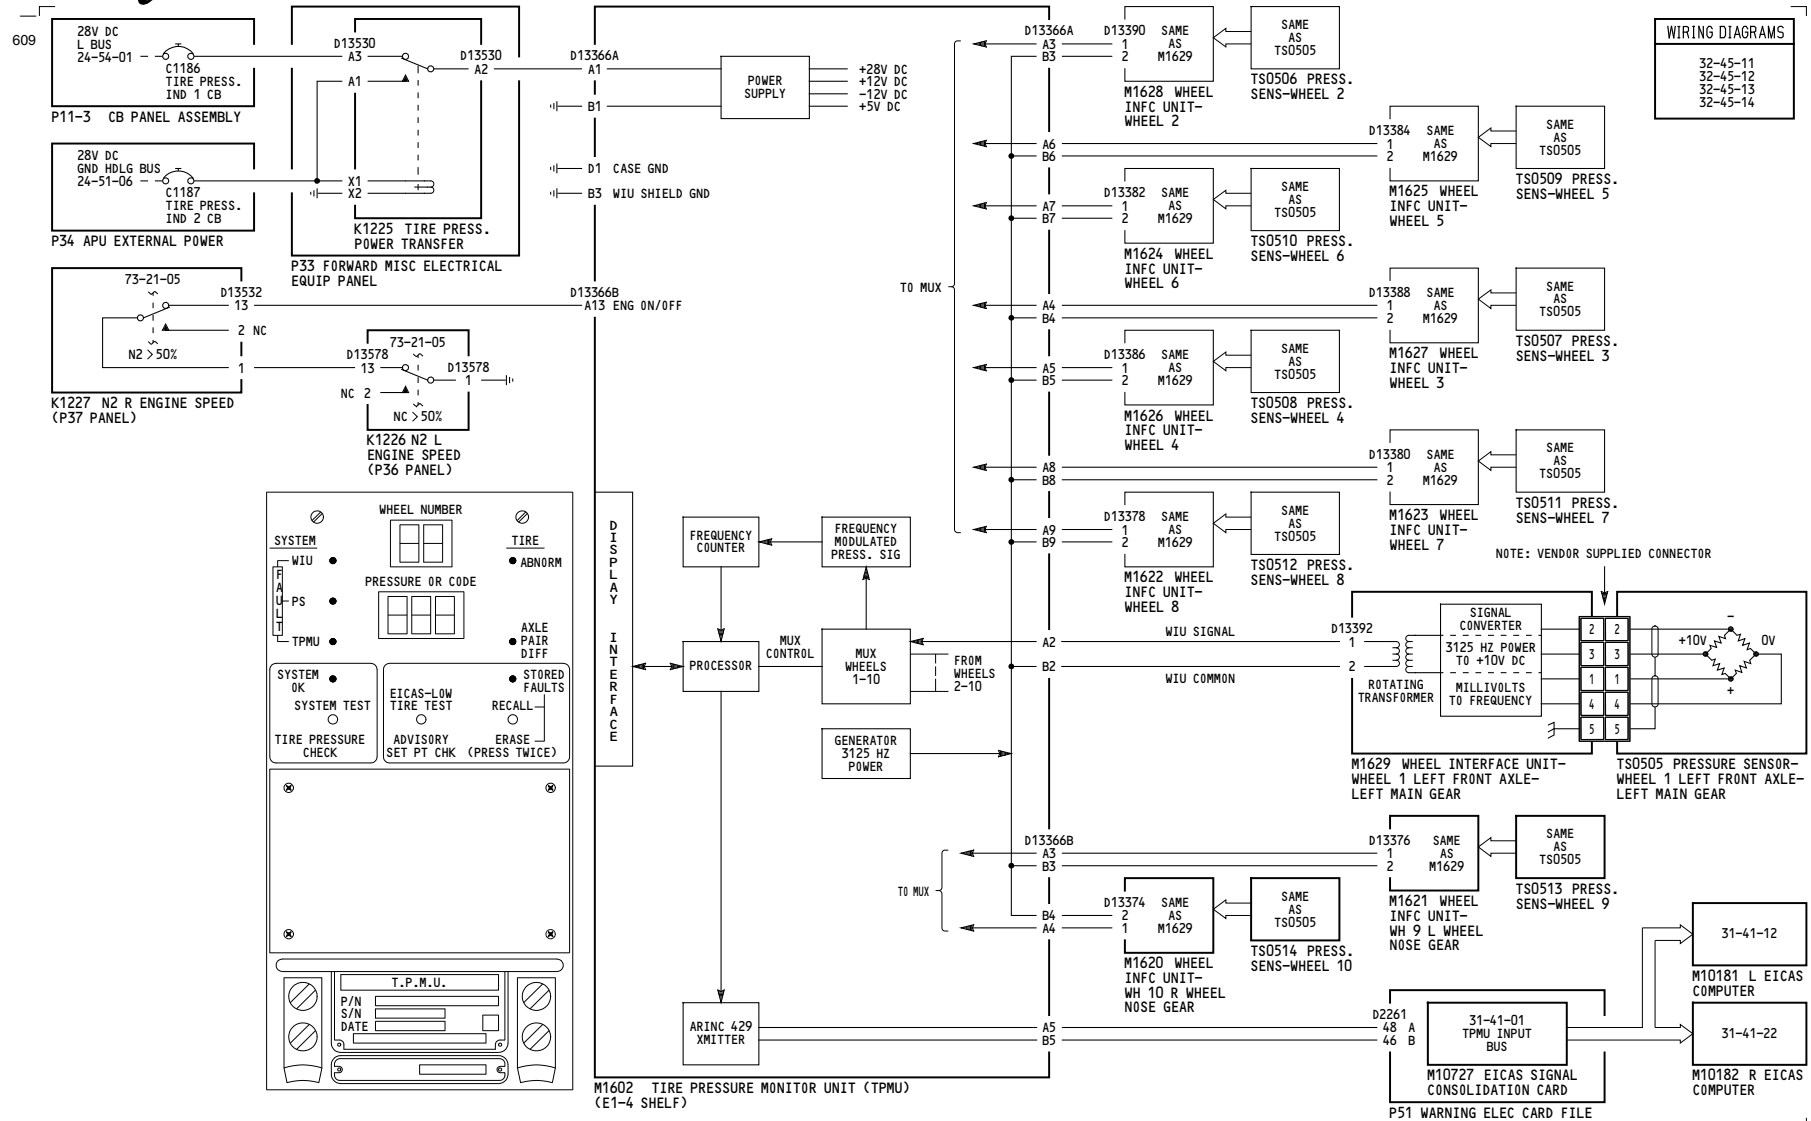 609
28V DC
L BUS
24-54-01
C1186
TIRE PRESS.
IND 1 CB
P11-3 CB PANEL ASSEMBLY
28V DC
GND HDLG BUS
24-51-06
C1187
TIRE PRESS.
IND 2 CB
P34 APU EXTERNAL POWER
D13530
A3
A1
X1
X2
D13530
A2
K1225 TIRE PRESS.
POWER TRANSFER
P33 FORWARD MISC ELECTRICAL
EQUIP PANEL
73-21-05
D13532
13
2 NC
N2 >50%
1
K1227 N2 R ENGINE SPEED
(P37 PANEL)
73-21-05
D13578
13
D13578
1
NC 2
NC >50%
K1226 N2 L
ENGINE SPEED
(P36 PANEL)
D13366A
A1
B1
D1 CASE GND
B3 WIU SHIELD GND
D13366B
A13 ENG ON/OFF
POWER
SUPPLY
+28V DC
+12V DC
-12V DC
+5V DC
WHEEL NUMBER
SYSTEM
TIRE
WIU
ABNORM
PRESSURE OR CODE
FAULT
PS
TPMU
AXLE
PAIR
DIFF
SYSTEM
OK
SYSTEM TEST
TIRE PRESSURE
CHECK
EICAS-LOW
TIRE TEST
ADVISORY
SET PT CHK
STORED
FAULTS
RECALL
ERASE
(PRESS TWICE)
T.P.M.U.
P/N
S/N
DATE
DISPLAY INTERFACE
FREQUENCY
COUNTER
FREQUENCY
MODULATED
PRESS. SIG
PROCESSOR
MUX
CONTROL
MUX
WHEELS
1-10
FROM
WHEELS
2-10
GENERATOR
3125 HZ
POWER
ARINC 429
XMITTER
M1602 TIRE PRESSURE MONITOR UNIT (TPMU)
(E1-4 SHELF)
TO MUX
D13366A
A3
B3
D13390
1
2
SAME
AS
M1629
M1628 WHEEL
INFC UNIT-
WHEEL 2
SAME
AS
TS0505
TS0506 PRESS.
SENS-WHEEL 2
A6
B6
D13384
1
2
SAME
AS
M1629
M1625 WHEEL
INFC UNIT-
WHEEL 5
SAME
AS
TS0505
TS0509 PRESS.
SENS-WHEEL 5
A7
B7
D13382
1
2
SAME
AS
M1629
M1624 WHEEL
INFC UNIT-
WHEEL 6
SAME
AS
TS0505
TS0510 PRESS.
SENS-WHEEL 6
A4
B4
D13388
1
2
SAME
AS
M1629
M1627 WHEEL
INFC UNIT-
WHEEL 3
SAME
AS
TS0505
TS0507 PRESS.
SENS-WHEEL 3
A5
B5
D13386
1
2
SAME
AS
M1629
M1626 WHEEL
INFC UNIT-
WHEEL 4
SAME
AS
TS0505
TS0508 PRESS.
SENS-WHEEL 4
A8
B8
D13380
1
2
SAME
AS
M1629
M1623 WHEEL
INFC UNIT-
WHEEL 7
SAME
AS
TS0505
TS0511 PRESS.
SENS-WHEEL 7
A9
B9
D13378
1
2
SAME
AS
M1629
M1622 WHEEL
INFC UNIT-
WHEEL 8
SAME
AS
TS0505
TS0512 PRESS.
SENS-WHEEL 8
NOTE: VENDOR SUPPLIED CONNECTOR
A2
WIU SIGNAL
B2
WIU COMMON
D13392
1
2
ROTATING
TRANSFORMER
SIGNAL
CONVERTER
3125 HZ POWER
TO +10V DC
MILLIVOLTS
TO FREQUENCY
2 2
3 3
1 1
4 4
5 5
-
+10V
0V
+
M1629 WHEEL INTERFACE UNIT-
WHEEL 1 LEFT FRONT AXLE-
LEFT MAIN GEAR
TS0505 PRESSURE SENSOR-
WHEEL 1 LEFT FRONT AXLE-
LEFT MAIN GEAR
TO MUX
D13366B
A3
B3
D13376
1
2
SAME
AS
M1629
M1621 WHEEL
INFC UNIT-
WH 9 L WHEEL
NOSE GEAR
SAME
AS
TS0505
TS0513 PRESS.
SENS-WHEEL 9
B4
A4
D13374
2
1
SAME
AS
M1629
M1620 WHEEL
INFC UNIT-
WH 10 R WHEEL
NOSE GEAR
SAME
AS
TS0505
TS0514 PRESS.
SENS-WHEEL 10
A5
B5
D2261
48 A
46 B
31-41-01
TPMU INPUT
BUS
M10727 EICAS SIGNAL
CONSOLIDATION CARD
P51 WARNING ELEC CARD FILE
31-41-12
M10181 L EICAS
COMPUTER
31-41-22
M10182 R EICAS
COMPUTER
WIRING DIAGRAMS
32-45-11
32-45-12
32-45-13
32-45-14